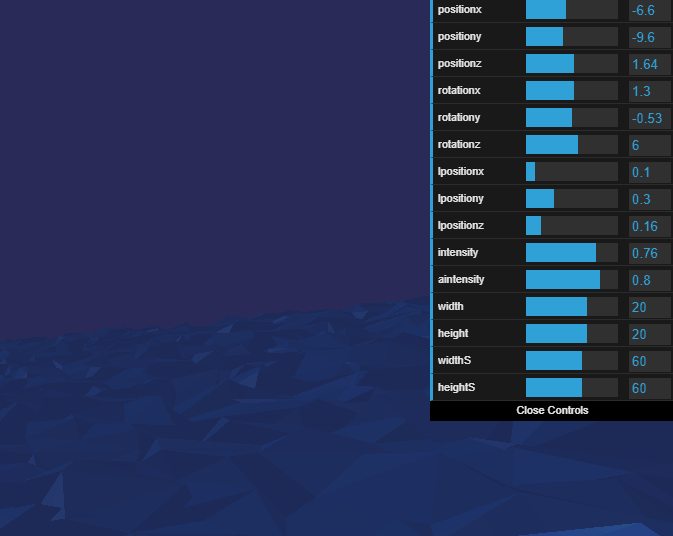 positionx -6.6
positiony -9.6
positionz 1.64
rotationx 1.3
rotationy -0.53
rotationz 6
lpositionx 0.1
lpositiony 0.3
lpositionz 0.16
intensity 0.76
aintensity 0.8
width 20
height 20
widthS 60
heightS 60
Close Controls